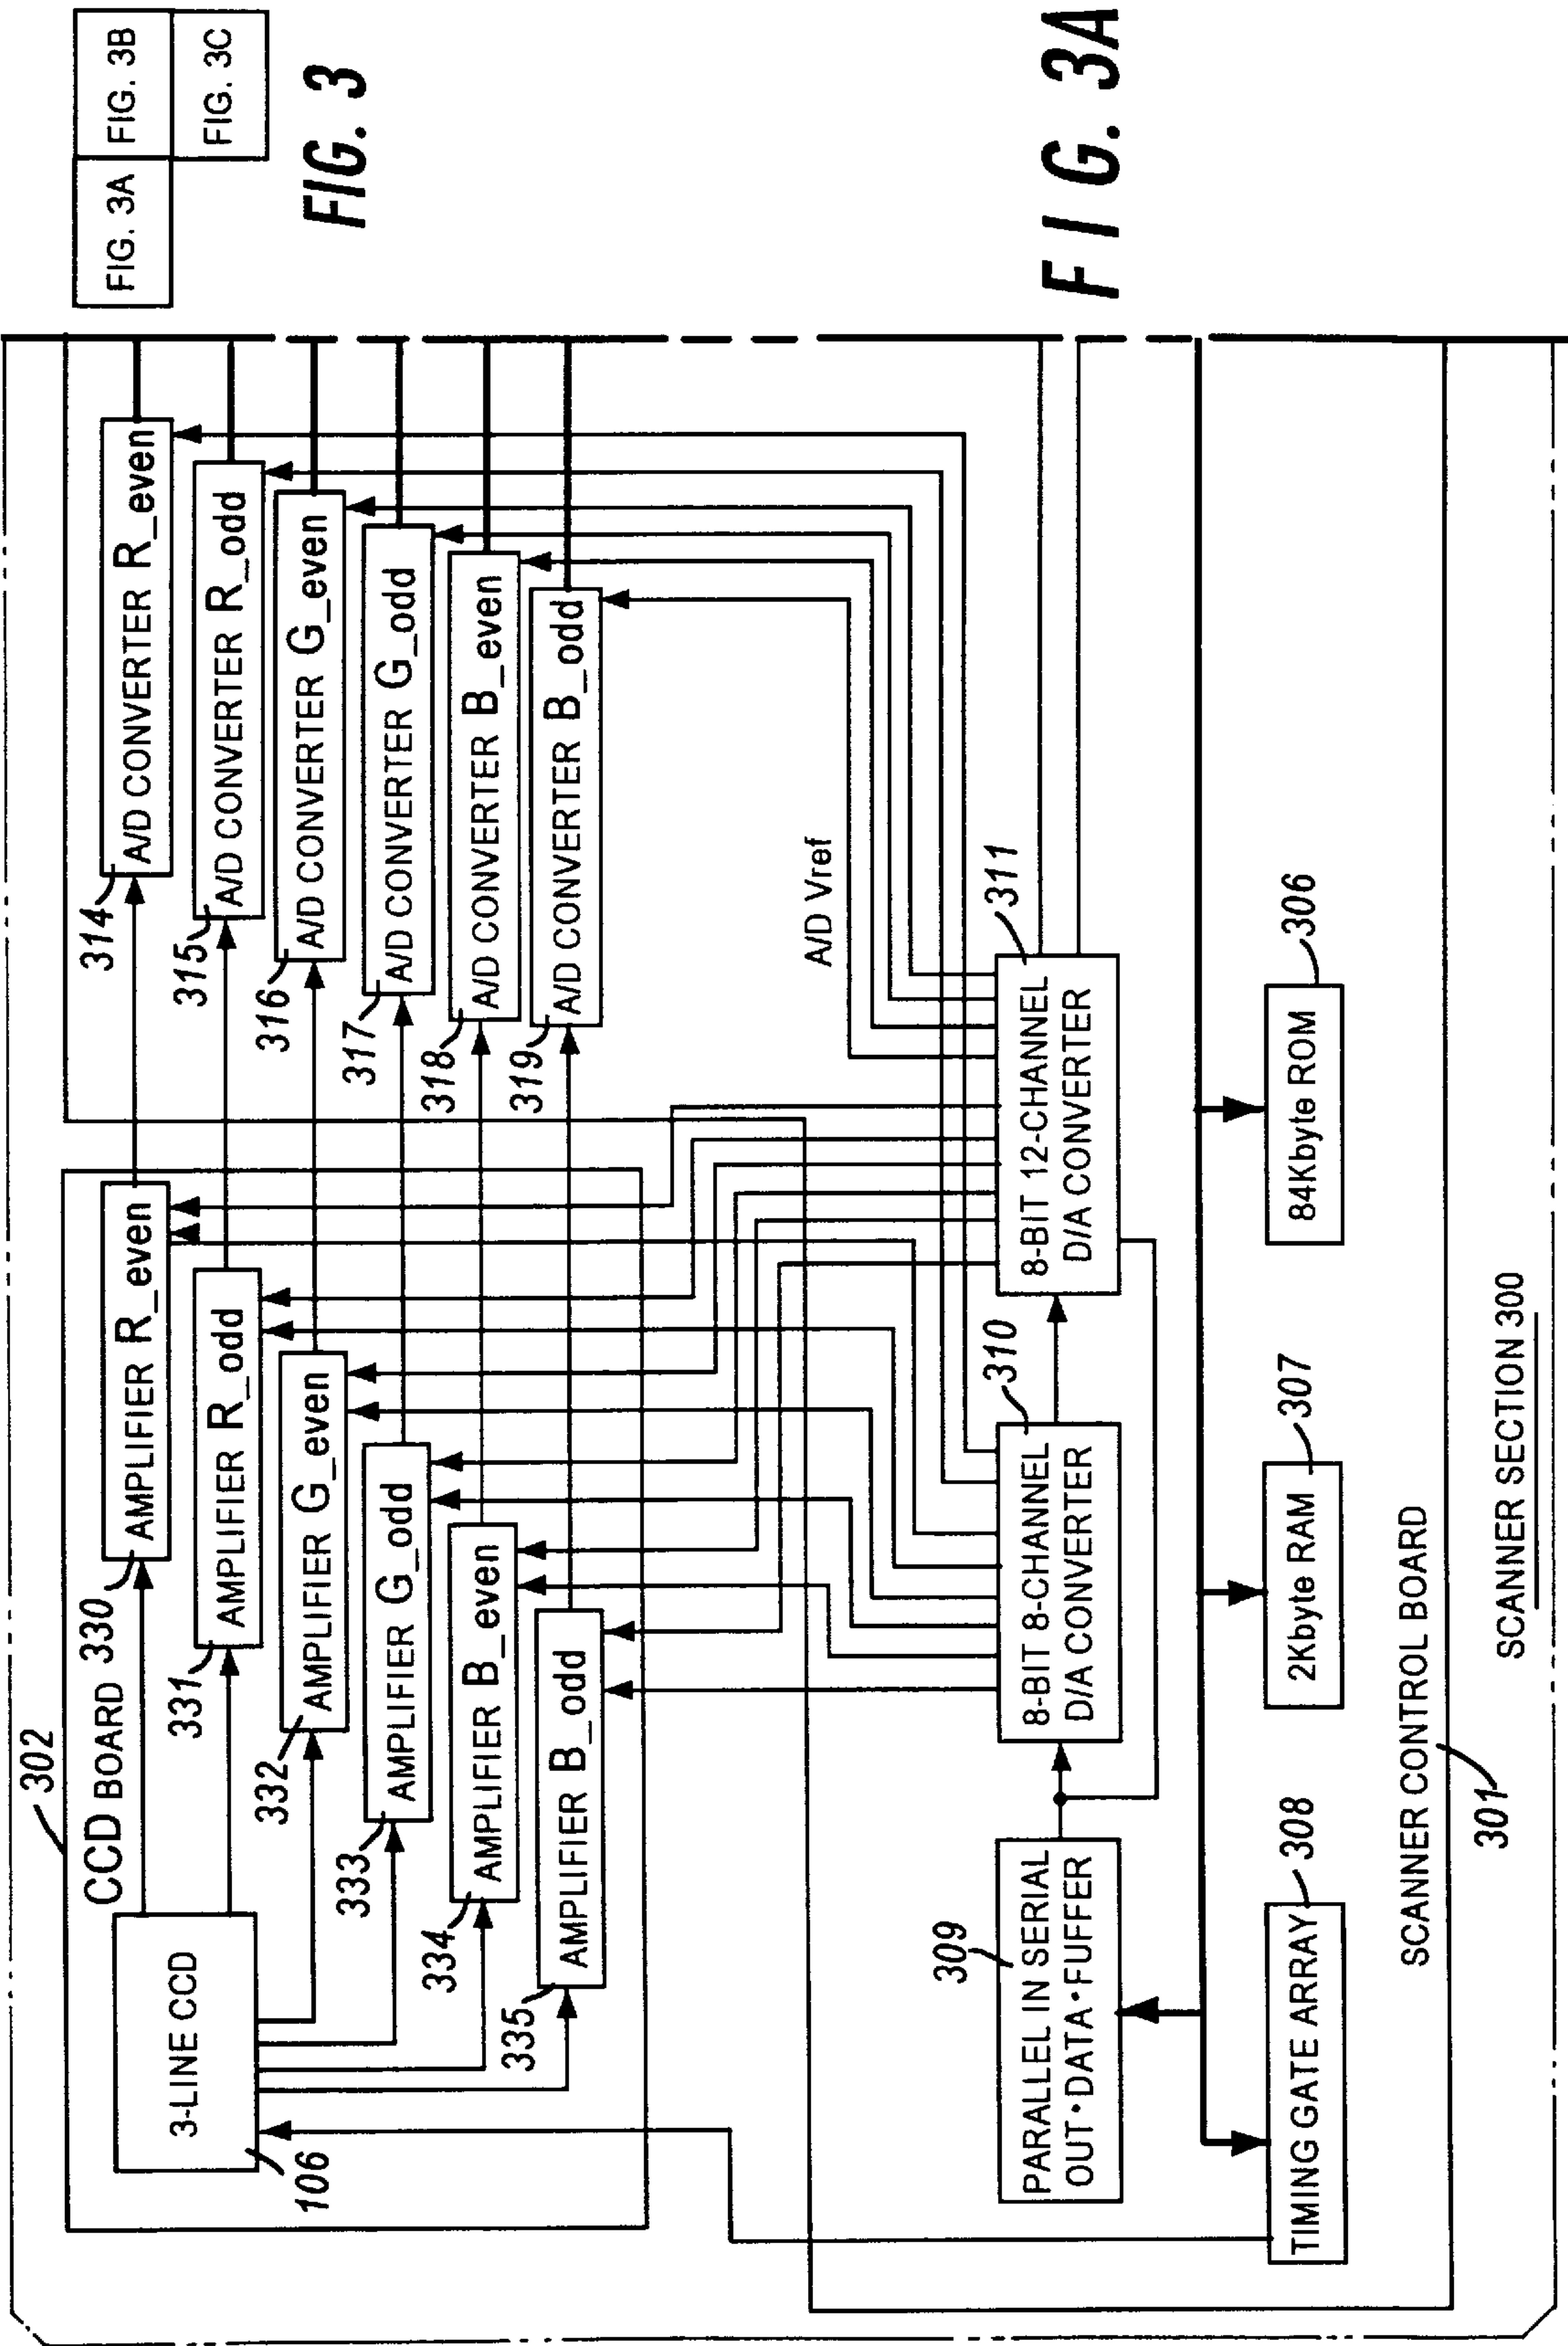 FIG. 3A
FIG. 3B
FIG. 3C
FIG. 3
302
CCD BOARD
3-LINE CCD
106
330
AMPLIFIER R_even
331
AMPLIFIER R_odd
332
AMPLIFIER G_even
333
AMPLIFIER G_odd
334
AMPLIFIER B_even
335
AMPLIFIER B_odd
314
A/D CONVERTER R_even
315
A/D CONVERTER R_odd
316
A/D CONVERTER G_even
317
A/D CONVERTER G_odd
318
A/D CONVERTER B_even
319
A/D CONVERTER B_odd
A/D Vref
309
PARALLEL IN SERIAL
OUT•DATA•FUFFER
310
8-BIT 8-CHANNEL
D/A CONVERTER
311
8-BIT 12-CHANNEL
D/A CONVERTER
FIG. 3A
308
TIMING GATE ARRAY
307
2Kbyte RAM
306
84Kbyte ROM
SCANNER CONTROL BOARD
301
SCANNER SECTION 300